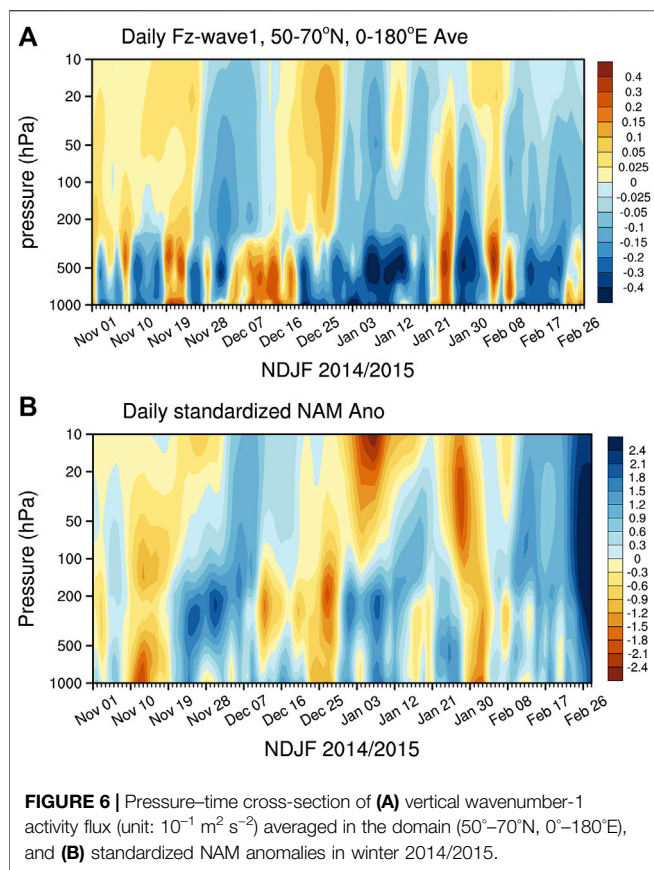 A
Daily Fz-wave1, 50-70°N, 0-180°E Ave
pressure (hPa)
10
20
50
100
200
500
1000
Nov 01
Nov 10
Nov 19
Nov 28
Dec 07
Dec 16
Dec 25
Jan 03
Jan 12
Jan 21
Jan 30
Feb 08
Feb 17
Feb 26
NDJF 2014/2015
0.4
0.3
0.2
0.15
0.1
0.05
0.025
0
-0.025
-0.05
-0.1
-0.15
-0.2
-0.3
-0.4
B
Daily standardized NAM Ano
Pressure (hPa)
10
20
50
100
200
500
1000
Nov 01
Nov 10
Nov 19
Nov 28
Dec 07
Dec 16
Dec 25
Jan 03
Jan 12
Jan 21
Jan 30
Feb 08
Feb 17
Feb 26
NDJF 2014/2015
2.4
2.1
1.8
1.5
1.2
0.9
0.6
0.3
0
-0.3
-0.6
-0.9
-1.2
-1.5
-1.8
-2.1
-2.4
FIGURE 6 | Pressure–time cross-section of (A) vertical wavenumber-1
activity flux (unit: 10⁻¹ m² s⁻²) averaged in the domain (50°–70°N, 0°–180°E),
and (B) standardized NAM anomalies in winter 2014/2015.